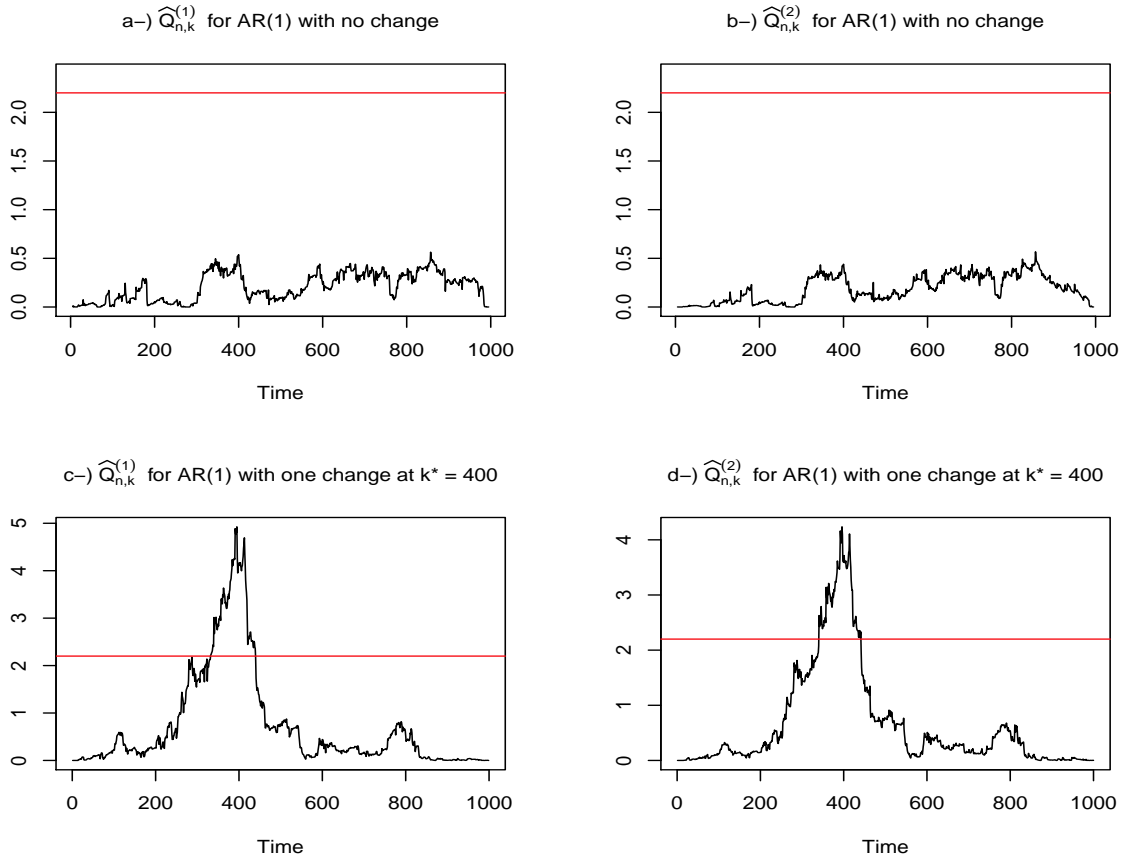 a−) Q̂_{n,k}^{(1)} for AR(1) with no change
0.0 0.5 1.0 1.5 2.0
0 200 400 600 800 1000
Time
b−) Q̂_{n,k}^{(2)} for AR(1) with no change
0.0 0.5 1.0 1.5 2.0
0 200 400 600 800 1000
Time
c−) Q̂_{n,k}^{(1)} for AR(1) with one change at k* = 400
0 1 2 3 4 5
0 200 400 600 800 1000
Time
d−) Q̂_{n,k}^{(2)} for AR(1) with one change at k* = 400
0 1 2 3 4
0 200 400 600 800 1000
Time